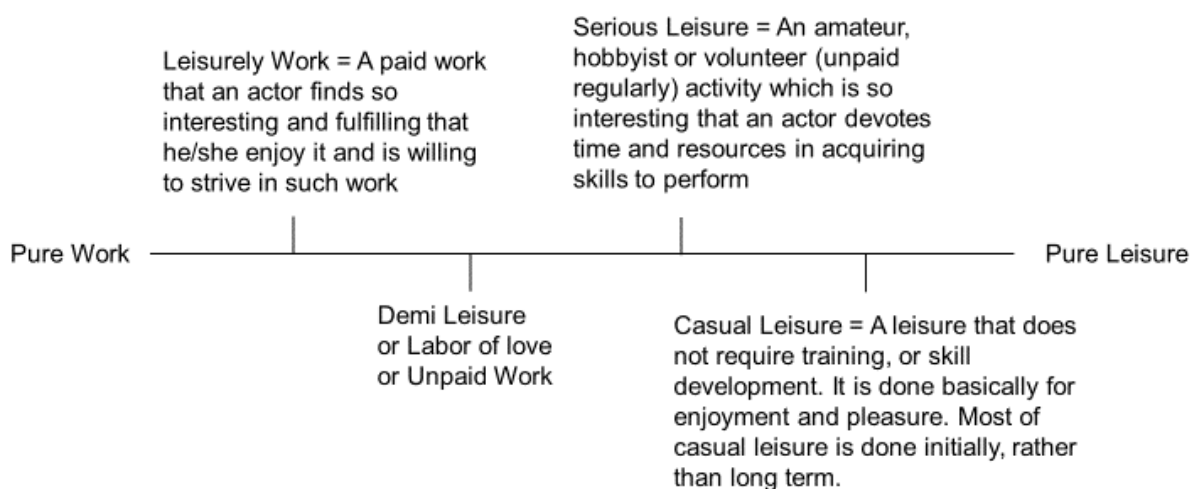 Leisurely Work = A paid work
that an actor finds so
interesting and fulfilling that
he/she enjoy it and is willing
to strive in such work
Serious Leisure = An amateur,
hobbyist or volunteer (unpaid
regularly) activity which is so
interesting that an actor devotes
time and resources in acquiring
skills to perform
Pure Work
Pure Leisure
Demi Leisure
or Labor of love
or Unpaid Work
Casual Leisure = A leisure that does
not require training, or skill
development. It is done basically for
enjoyment and pleasure. Most of
casual leisure is done initially, rather
than long term.